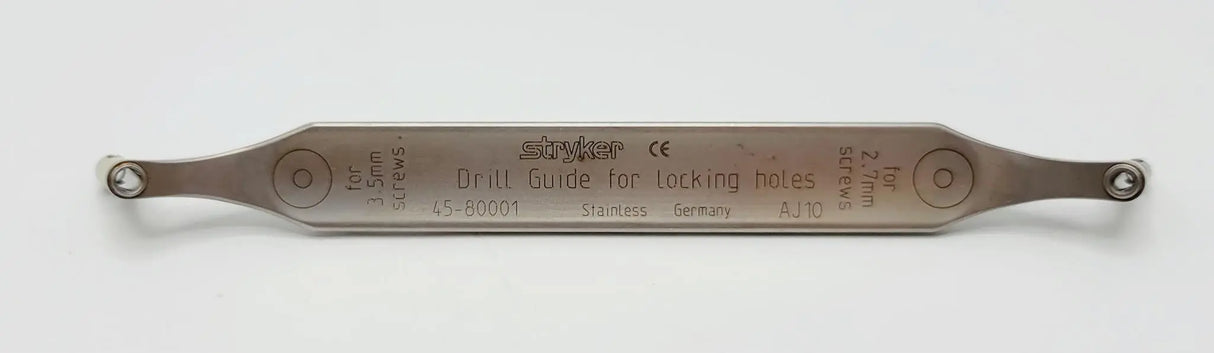 for
3.5mm
screws.
stryker CE
Drill Guide for locking holes
45-80001 Stainless Germany AJ10
for
2.7mm
screws